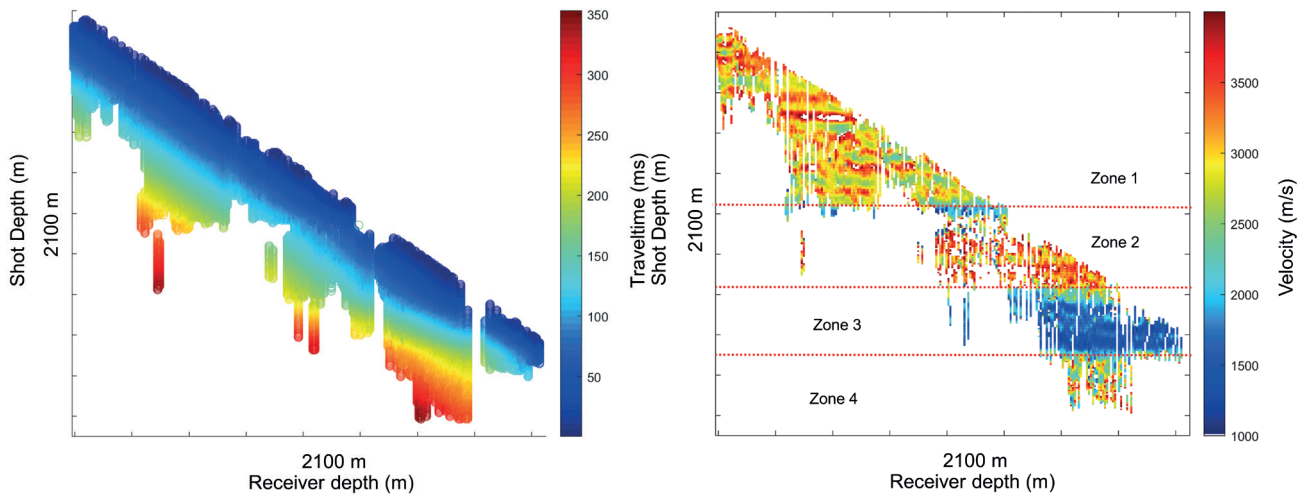 Shot Depth (m)
2100 m
2100 m
Receiver depth (m)
350
300
250
200
150
100
50
Traveltime (ms)
Shot Depth (m)
2100 m
Zone 1
Zone 2
Zone 3
Zone 4
2100 m
Receiver depth (m)
3500
3000
2500
2000
1500
1000
Velocity (m/s)